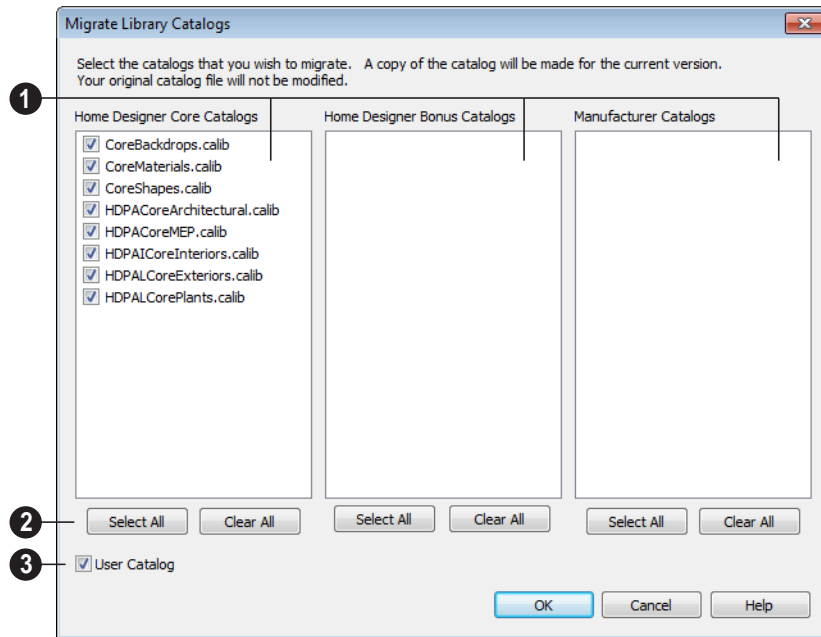 Migrate Library Catalogs
Select the catalogs that you wish to migrate. A copy of the catalog will be made for the current version.
Your original catalog file will not be modified.
1
Home Designer Core Catalogs
Home Designer Bonus Catalogs
Manufacturer Catalogs
CoreBackdrops.calib
CoreMaterials.calib
CoreShapes.calib
HDPACoreArchitectural.calib
HDPACoreMEP.calib
HDPAICoreInteriors.calib
HDPALCoreExteriors.calib
HDPALCorePlants.calib
2
Select All
Clear All
Select All
Clear All
Select All
Clear All
3
User Catalog
OK
Cancel
Help